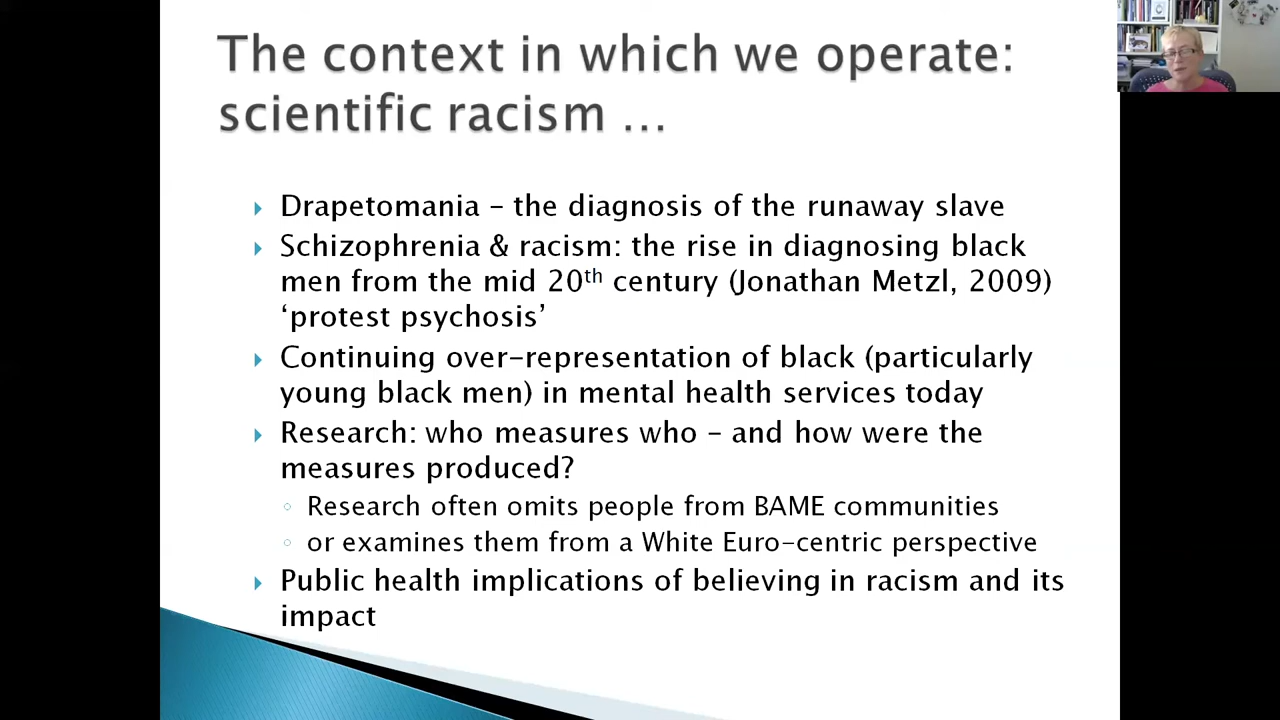 The context in which we operate:
scientific racism …
Drapetomania – the diagnosis of the runaway slave
Schizophrenia & racism: the rise in diagnosing black
men from the mid 20th century (Jonathan Metzl, 2009)
‘protest psychosis’
Continuing over-representation of black (particularly
young black men) in mental health services today
Research: who measures who – and how were the
measures produced?
Research often omits people from BAME communities
or examines them from a White Euro-centric perspective
Public health implications of believing in racism and its
impact